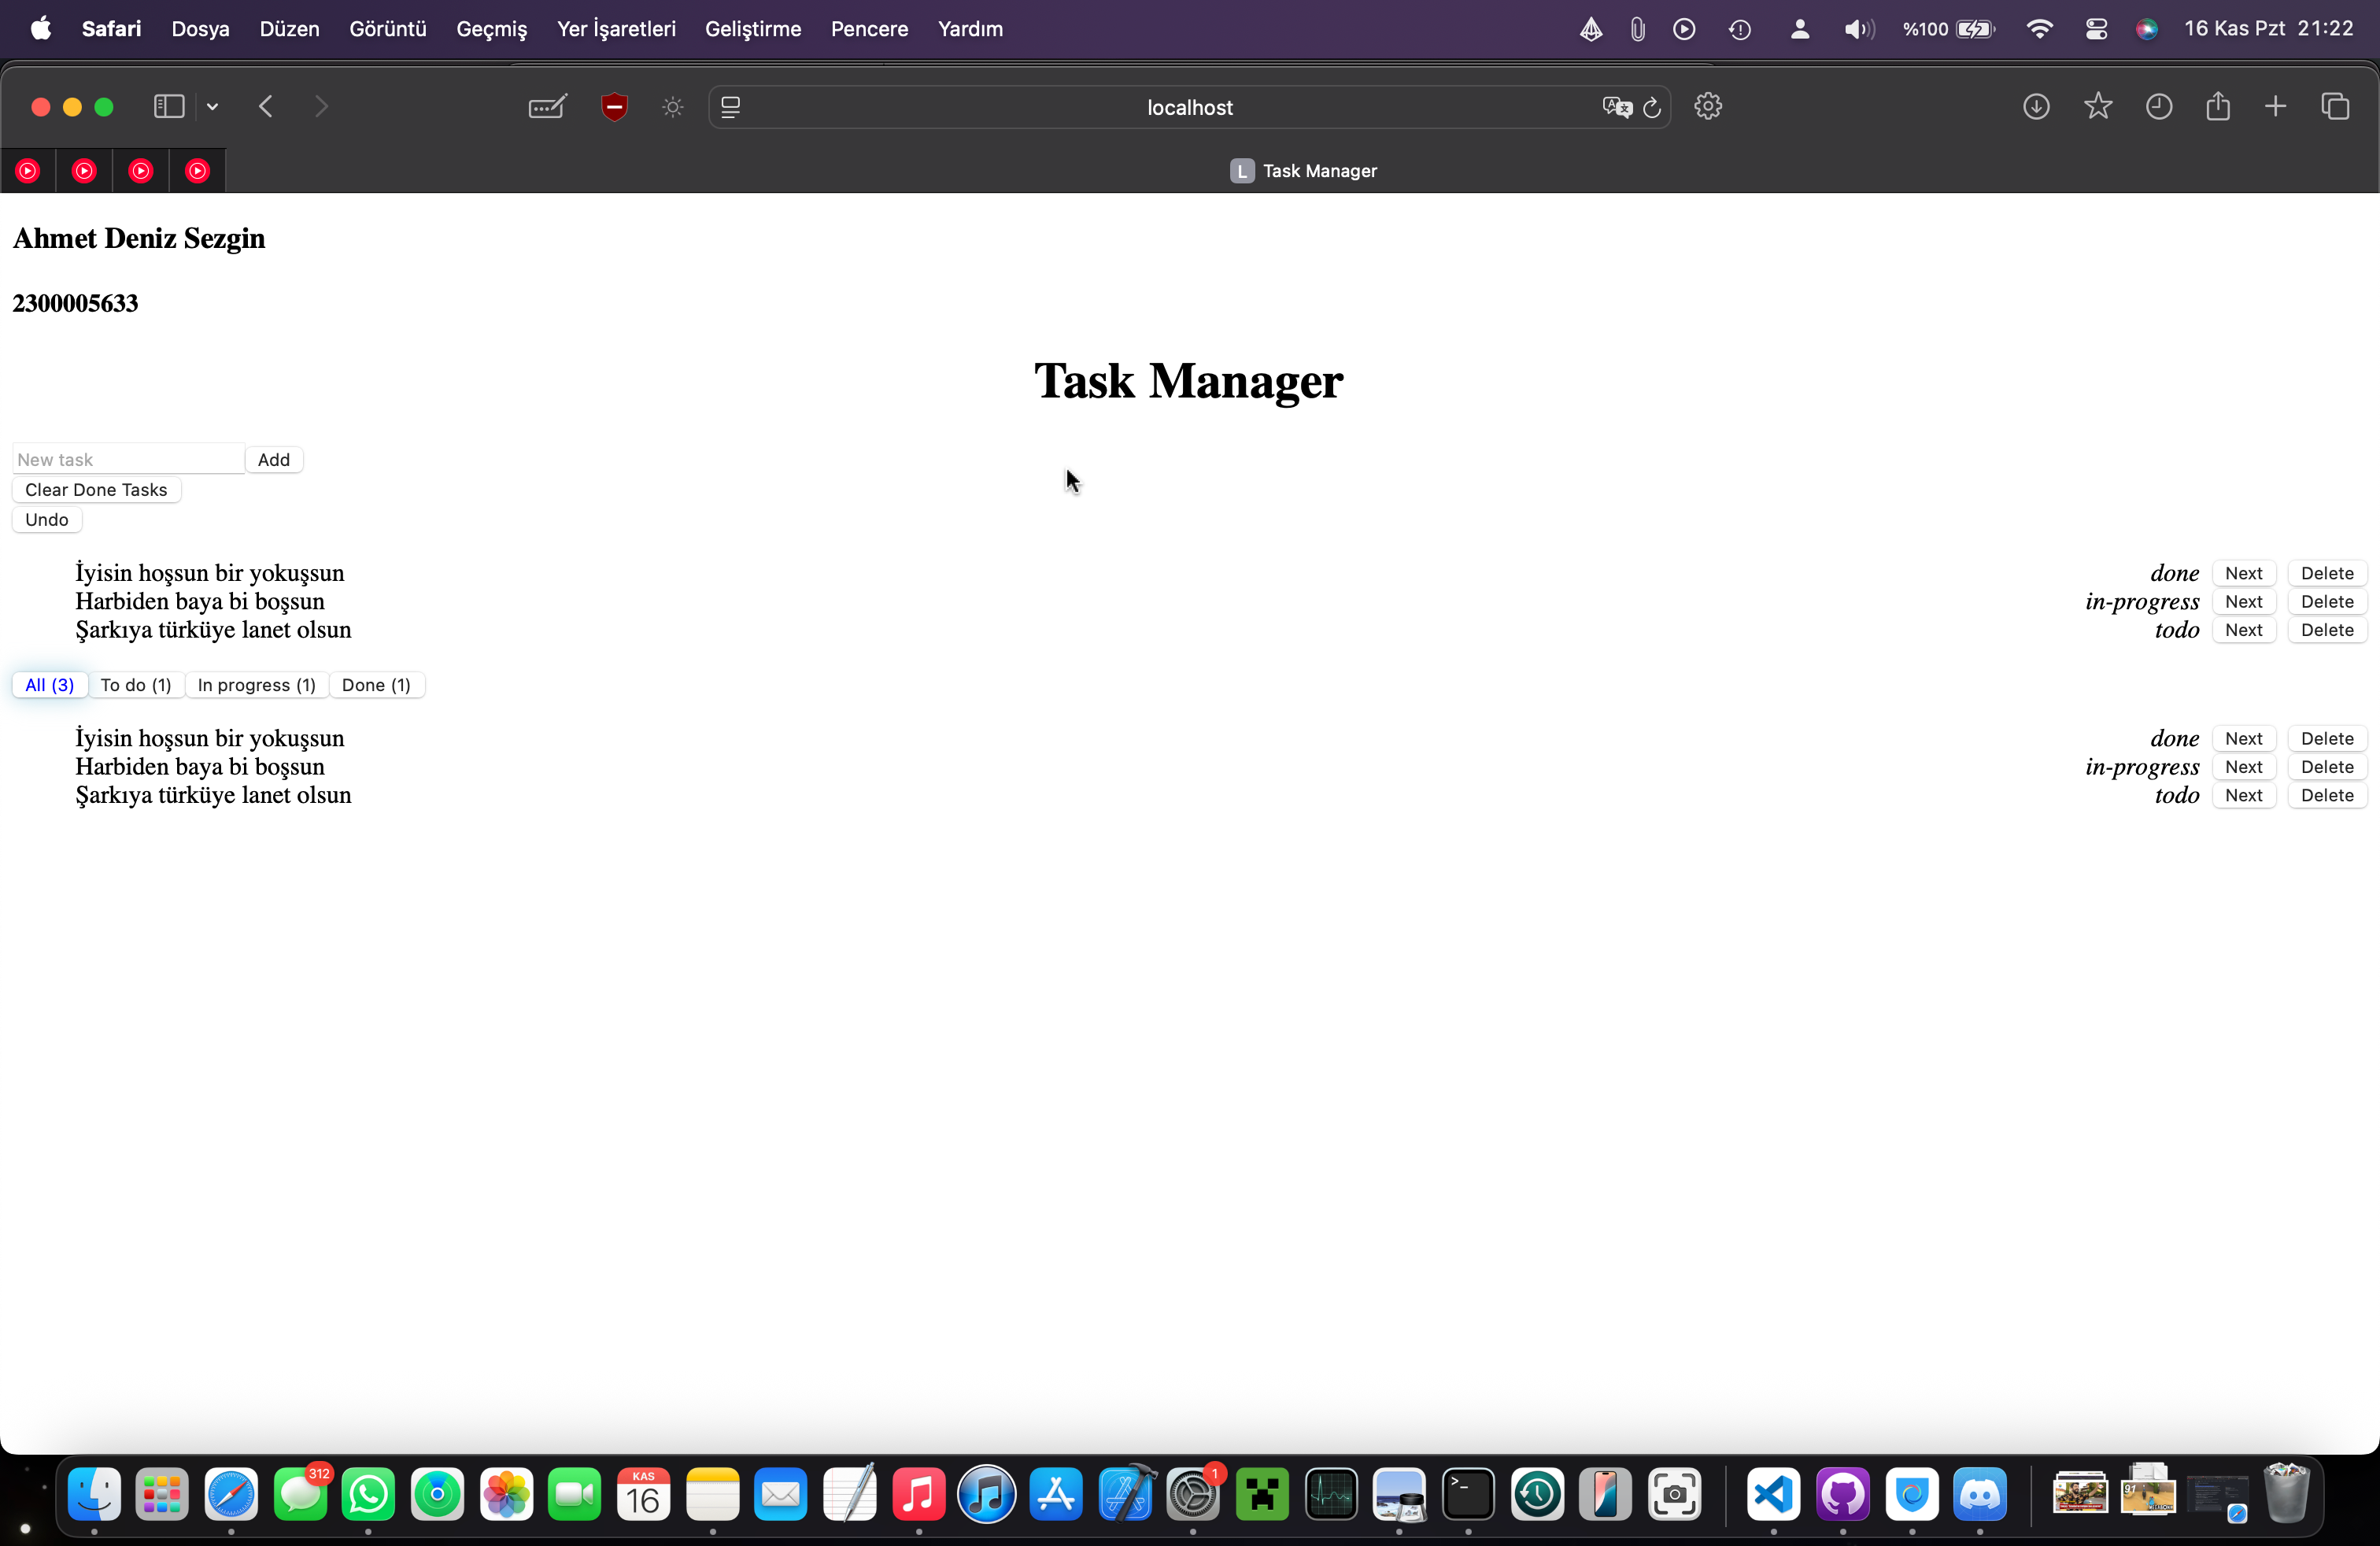 Safari Dosya Düzen Görüntü Geçmiş Yer İşaretleri Geliştirme Pencere Yardım %100 16 Kas Pzt 21:22
localhost
L Task Manager
Ahmet Deniz Sezgin
2300005633
Task Manager
New task Add
Clear Done Tasks
Undo
İyisin hoşsun bir yokuşsun done Next Delete
Harbiden baya bi boşsun in-progress Next Delete
Şarkıya türküye lanet olsun todo Next Delete
All (3) To do (1) In progress (1) Done (1)
İyisin hoşsun bir yokuşsun done Next Delete
Harbiden baya bi boşsun in-progress Next Delete
Şarkıya türküye lanet olsun todo Next Delete
312 KAS 1
16